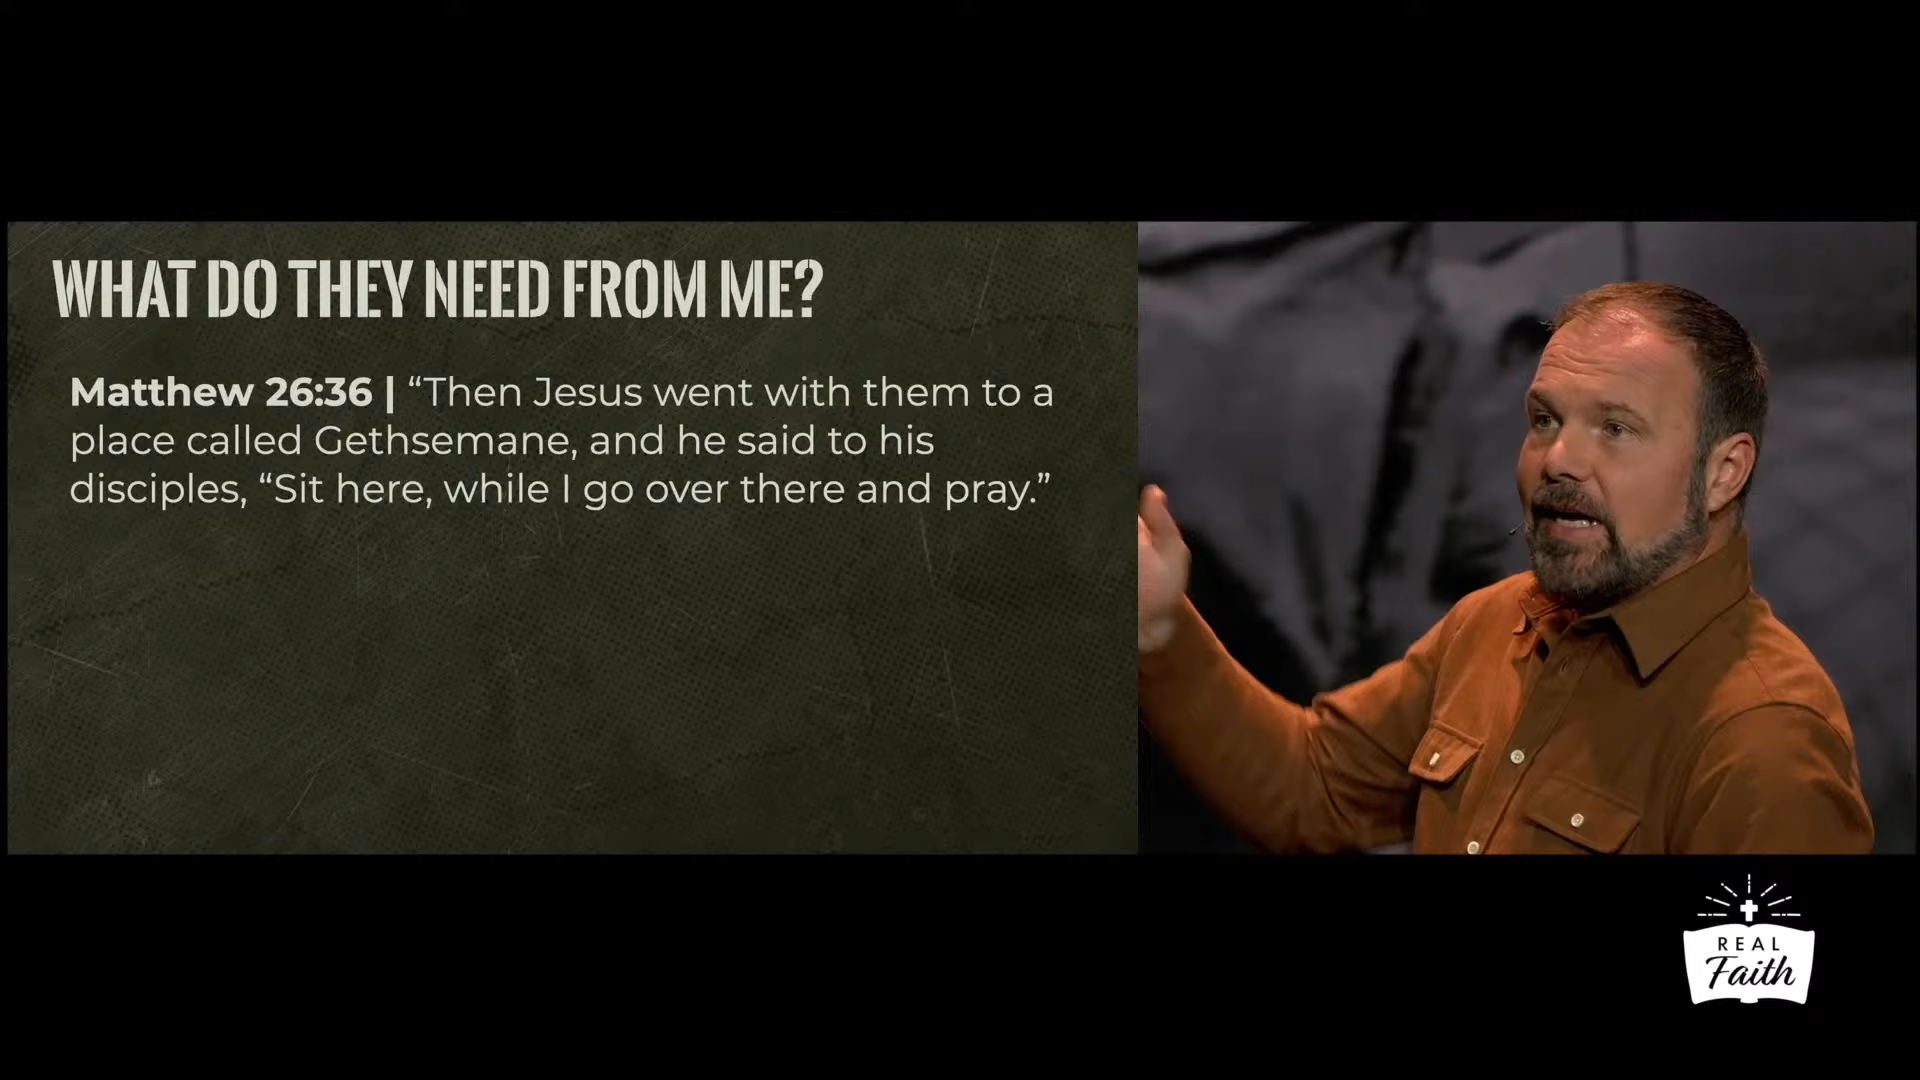 WHAT DO THEY NEED FROM ME?
Matthew 26:36 | “Then Jesus went with them to a
place called Gethsemane, and he said to his
disciples, “Sit here, while I go over there and pray.”
REAL
Faith